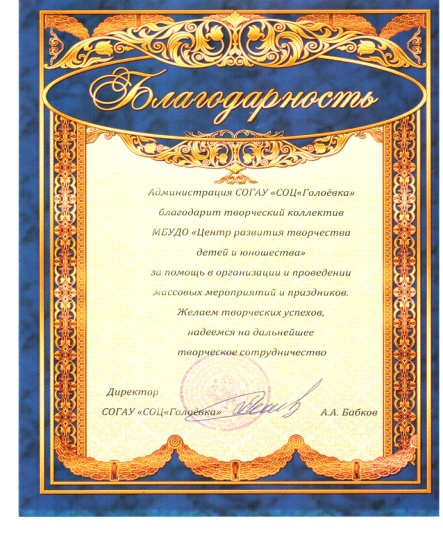 Благодарность
Администрация СОГАУ «СОЦ«Голоёвка»
благодарит творческий коллектив
МБУДО «Центр развития творчества
детей и юношества»
за помощь в организации и проведении
массовых мероприятий и праздников.
Желаем творческих успехов,
надеемся на дальнейшее
творческое сотрудничество
Директор
СОГАУ «СОЦ«Голоёвка»
А.А. Бабков